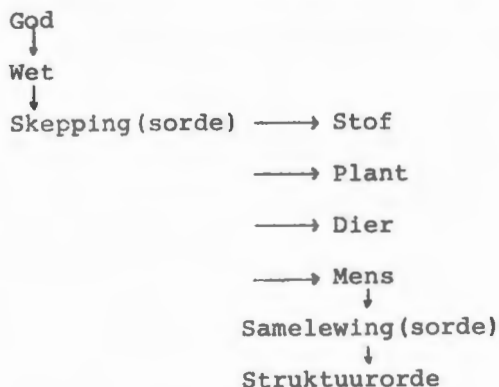 God
Wet
Skepping(sorde) → Stof
→ Plant
→ Dier
→ Mens
Samelewing(sorde)
Struktuurorde